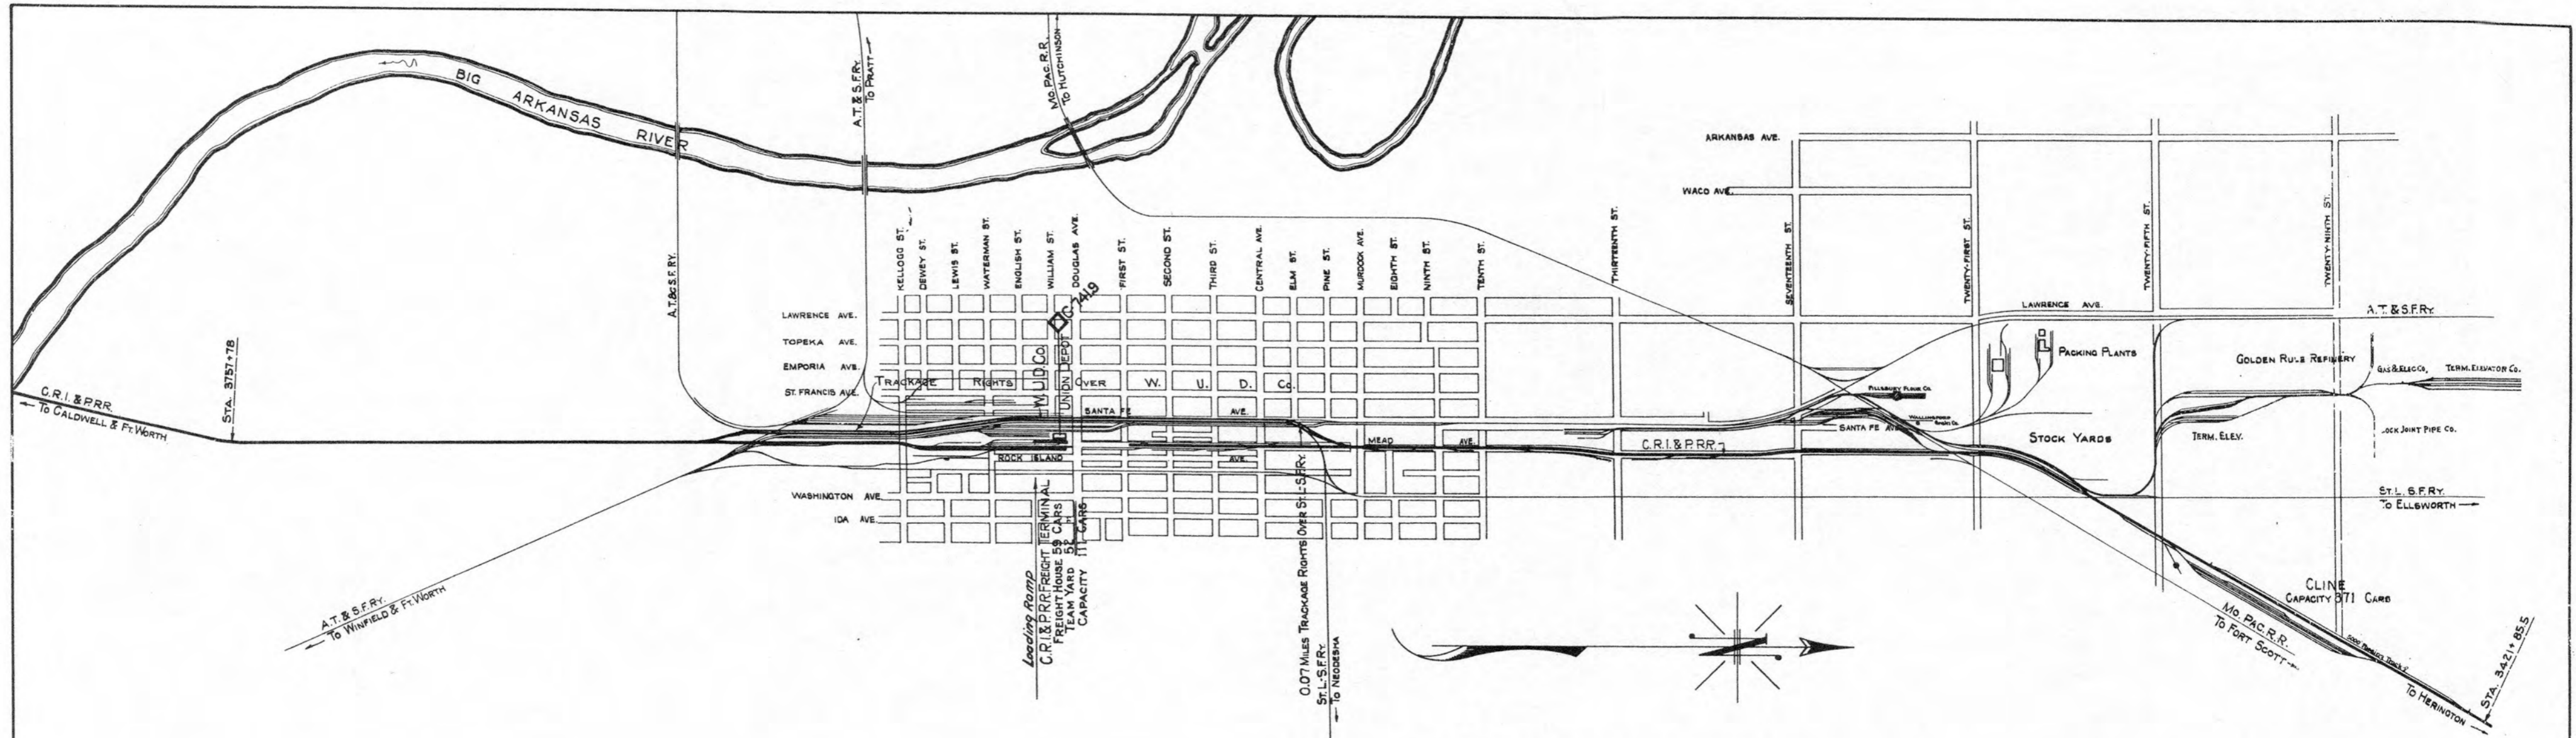 BIG ARKANSAS RIVER
A.T.& S.F.RY.
TO PRATT
MO. PAC. R.R.
TO HUTCHINSON
A.T.&S.F.RY.
ARKANSAS AVE.
WACO AVE.
KELLOGG ST.
DEWEY ST.
LEWIS ST.
WATERMAN ST.
ENGLISH ST.
WILLIAM ST.
DOUGLAS AVE.
FIRST ST.
SECOND ST.
THIRD ST.
CENTRAL AVE.
ELM ST.
PINE ST.
MURDOCK AVE.
EIGHTH ST.
NINTH ST.
TENTH ST.
THIRTEENTH ST.
SEVENTEENTH ST.
TWENTY-FIRST ST.
TWENTY-FIFTH ST.
TWENTY-NINTH ST.
C-7419
LAWRENCE AVE.
TOPEKA AVE.
EMPORIA AVE.
ST. FRANCIS AVE.
TRACKAGE RIGHTS OVER W. U. D. CO.
W.U.D.CO.
UNION DEPOT
SANTA FE AVE.
MEAD AVE.
ROCK ISLAND AVE.
WASHINGTON AVE.
IDA AVE.
STA. 3757+78
C.R.I.& P.RR.
TO CALDWELL & FT. WORTH
A.T.& S.F.RY.
TO WINFIELD & FT. WORTH
Loading Ramp
C.R.I.& P.RR. FREIGHT TERMINAL
FREIGHT HOUSE 59 CARS
TEAM YARD 52 "
CAPACITY 111 CARS
0.07 MILES TRACKAGE RIGHTS OVER ST.L.-S.F.RY.
ST.L.-S.F.RY.
TO NEODESHA
LAWRENCE AVE.
A.T.& S.F.RY.
PACKING PLANTS
GOLDEN RULE REFINERY
GAS & ELEC CO.
TERM. ELEVATOR CO.
PILLSBURY FLOUR CO.
SANTA FE AVE.
C.R.I.& P.RR.
STOCK YARDS
TERM. ELEV.
LOCK JOINT PIPE CO.
ST. L. S.F. RY.
TO ELLSWORTH
CLINE
CAPACITY 371 CARS
MO. PAC. R.R.
TO FORT SCOTT
TO HERINGTON
STA. 3421+85.5